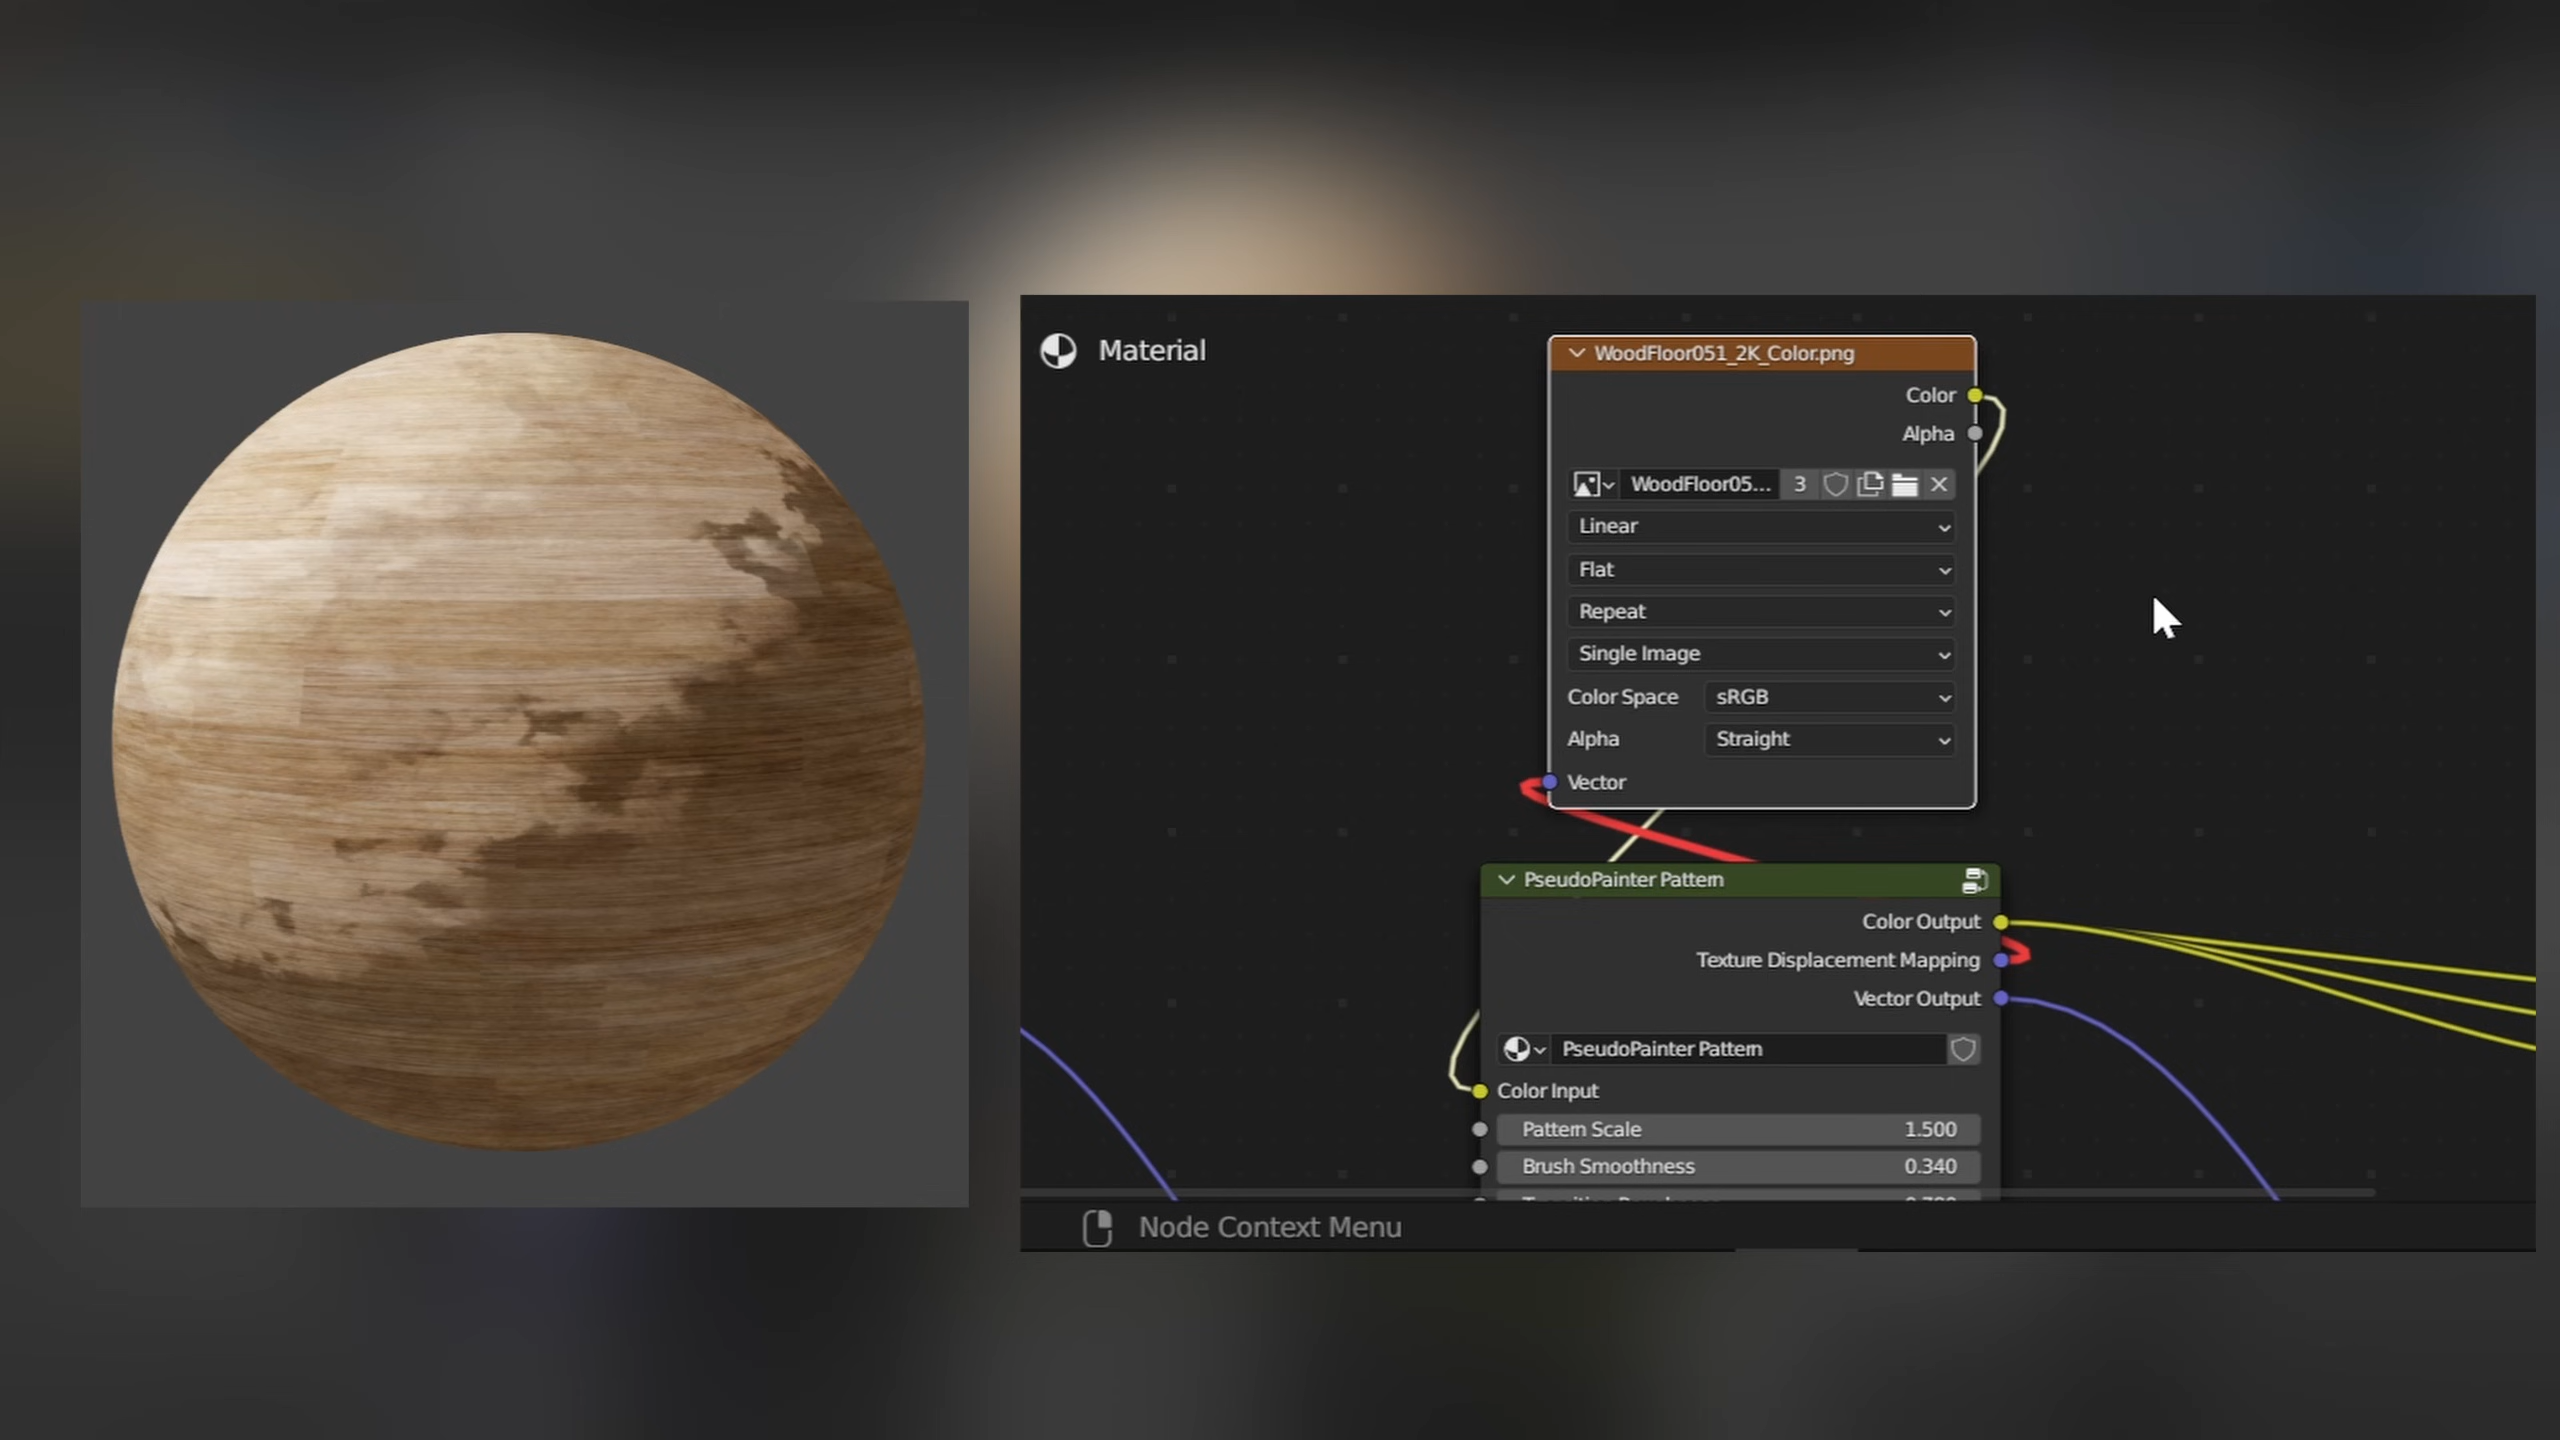 Material
WoodFloor051_2K_Color.png
Color
Alpha
WoodFloor05... 3
Linear
Flat
Repeat
Single Image
Color Space sRGB
Alpha Straight
Vector
PseudoPainter Pattern
Color Output
Texture Displacement Mapping
Vector Output
PseudoPainter Pattern
Color Input
Pattern Scale 1.500
Brush Smoothness 0.340
Node Context Menu